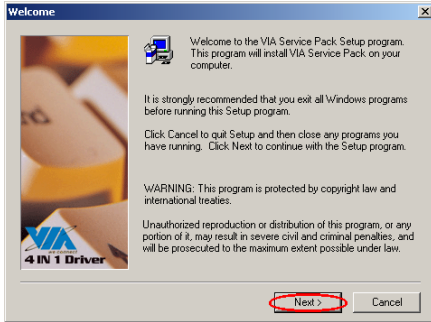 Welcome
Welcome to the VIA Service Pack Setup program.
This program will install VIA Service Pack on your
computer.
It is strongly recommended that you exit all Windows programs
before running this Setup program.
Click Cancel to quit Setup and then close any programs you
have running. Click Next to continue with the Setup program.
WARNING: This program is protected by copyright law and
international treaties.
Unauthorized reproduction or distribution of this program, or any
portion of it, may result in severe civil and criminal penalties, and
will be prosecuted to the maximum extent possible under law.
VIA
4 IN 1 Driver
Next >
Cancel